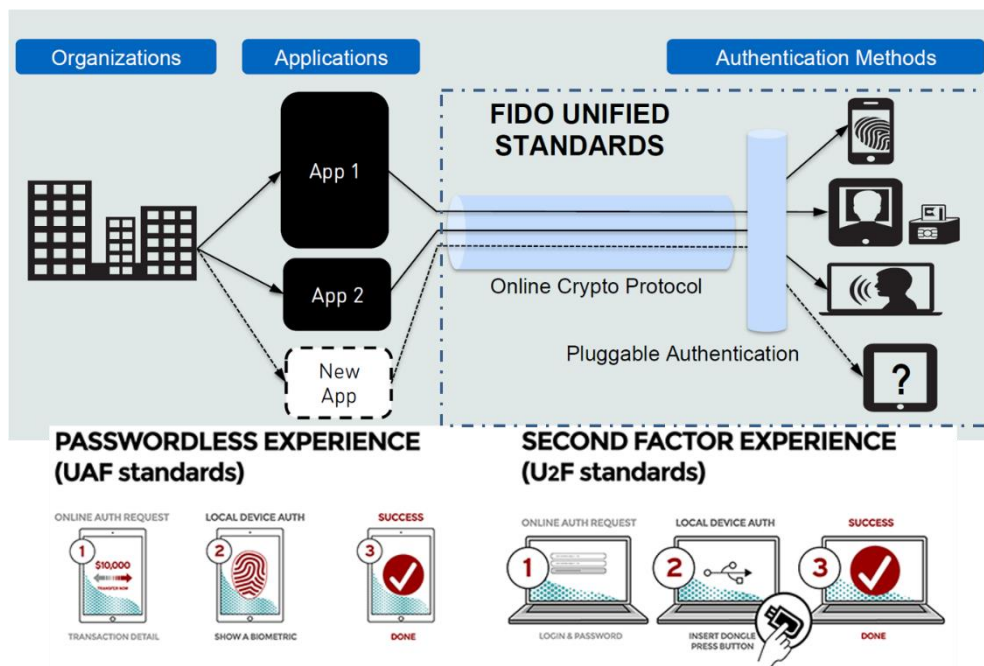 Organizations
Applications
Authentication Methods
FIDO UNIFIED
STANDARDS
App 1
App 2
New
App
Online Crypto Protocol
Pluggable Authentication
?
PASSWORDLESS EXPERIENCE
(UAF standards)
ONLINE AUTH REQUEST
LOCAL DEVICE AUTH
SUCCESS
1
2
3
$10,000
TRANSFER NOW
TRANSACTION DETAIL
SHOW A BIOMETRIC
DONE
SECOND FACTOR EXPERIENCE
(U2F standards)
ONLINE AUTH REQUEST
LOCAL DEVICE AUTH
SUCCESS
1
2
3
LOGIN & PASSWORD
INSERT DONGLE
PRESS BUTTON
DONE